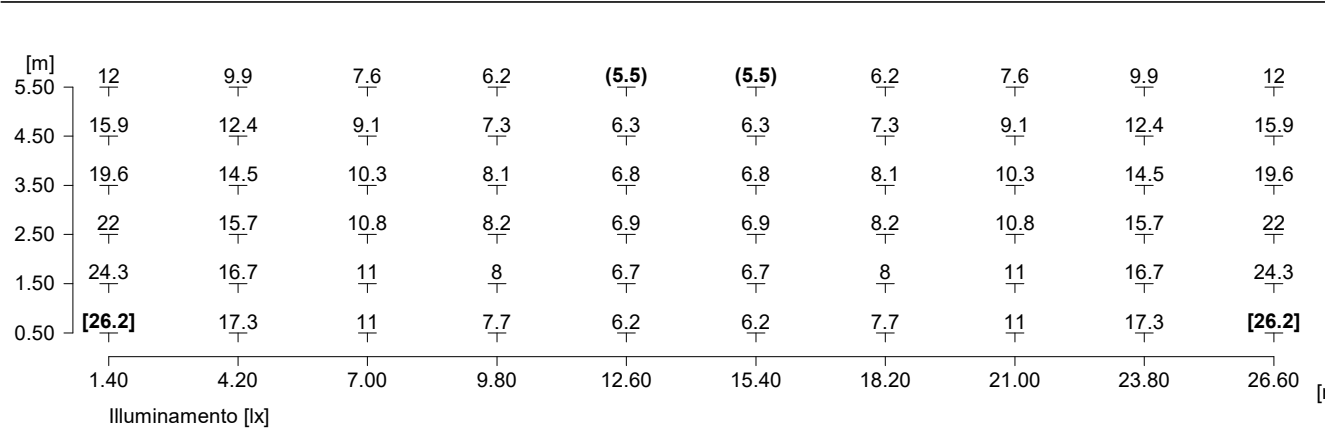 [m]
5.50 12 9.9 7.6 6.2 (5.5) (5.5) 6.2 7.6 9.9 12
4.50 15.9 12.4 9.1 7.3 6.3 6.3 7.3 9.1 12.4 15.9
3.50 19.6 14.5 10.3 8.1 6.8 6.8 8.1 10.3 14.5 19.6
2.50 22 15.7 10.8 8.2 6.9 6.9 8.2 10.8 15.7 22
1.50 24.3 16.7 11 8 6.7 6.7 8 11 16.7 24.3
0.50 [26.2] 17.3 11 7.7 6.2 6.2 7.7 11 17.3 [26.2]
1.40 4.20 7.00 9.80 12.60 15.40 18.20 21.00 23.80 26.60
Illuminamento [lx]